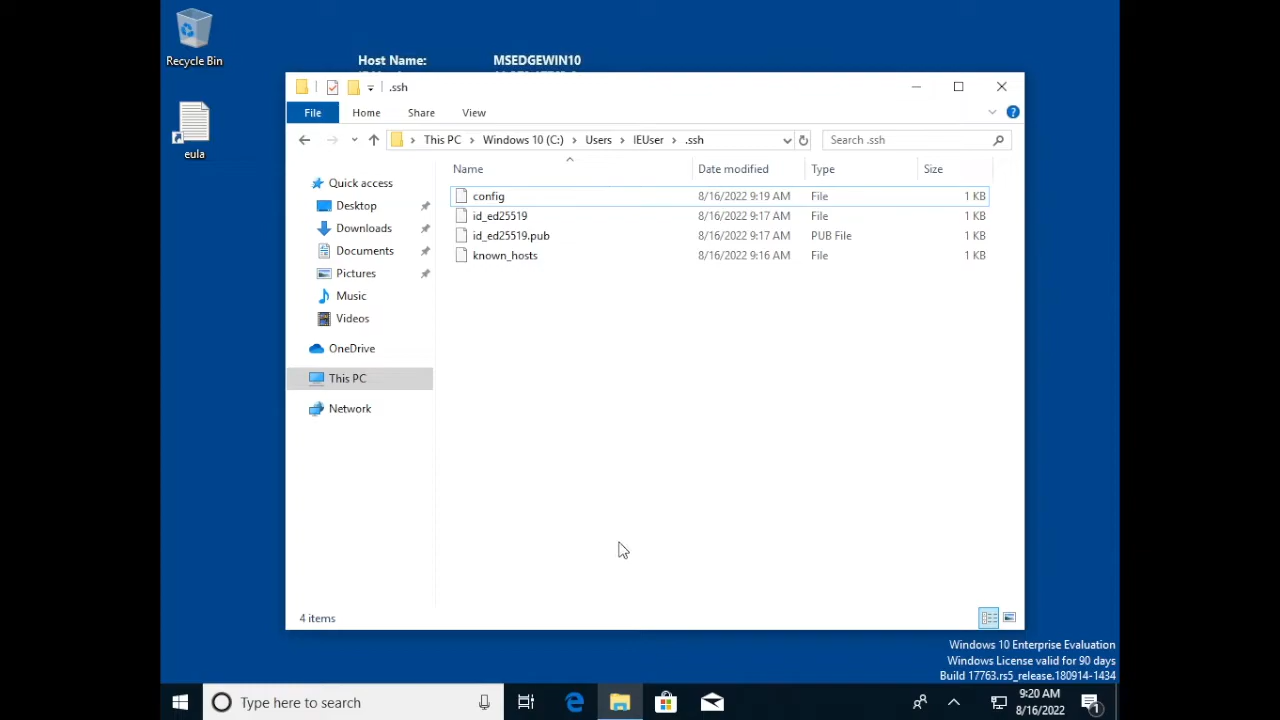 Recycle Bin
eula
Host Name: MSEDGEWIN10
.ssh
File Home Share View
This PC Windows 10 (C:) Users IEUser .ssh
Search .ssh
Name Date modified Type Size
config 8/16/2022 9:19 AM File 1 KB
id_ed25519 8/16/2022 9:17 AM File 1 KB
id_ed25519.pub 8/16/2022 9:17 AM PUB File 1 KB
known_hosts 8/16/2022 9:16 AM File 1 KB
Quick access
Desktop
Downloads
Documents
Pictures
Music
Videos
OneDrive
This PC
Network
4 items
Windows 10 Enterprise Evaluation
Windows License valid for 90 days
Build 17763.rs5_release.180914-1434
Type here to search
9:20 AM
8/16/2022
1